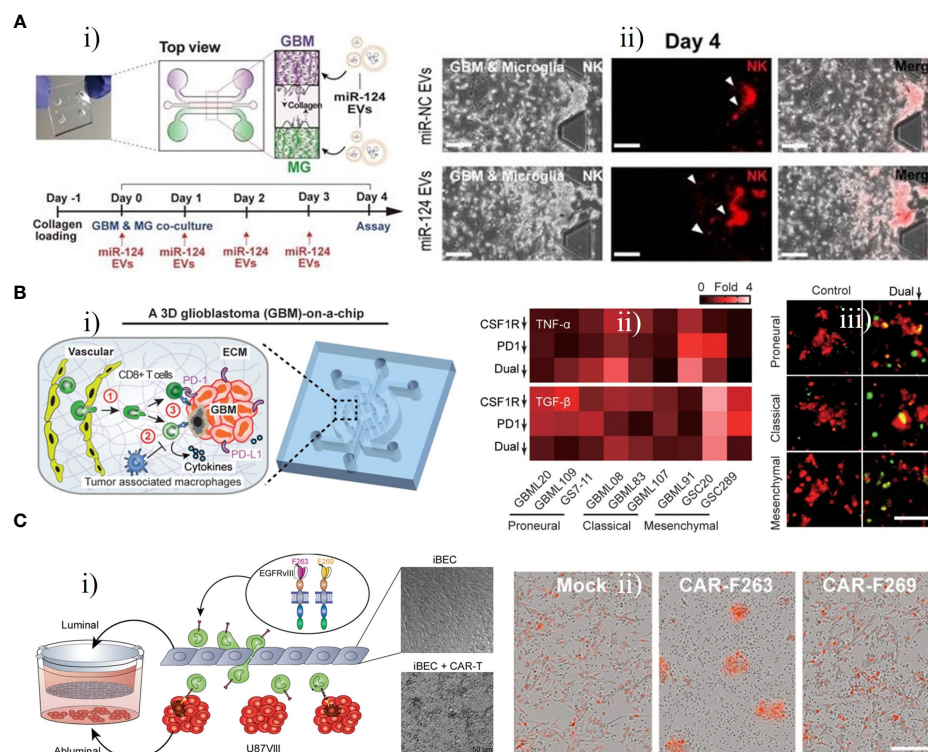 A
i)
Top view
GBM
Collagen
miR-124
EVs
MG
Day -1
Day 0
Day 1
Day 2
Day 3
Day 4
Collagen
loading
GBM & MG co-culture
Assay
miR-124
EVs
miR-124
EVs
miR-124
EVs
miR-124
EVs
ii)
Day 4
miR-NC EVs
GBM & Microglia
NK
NK
Merge
miR-124 EVs
GBM & Microglia
NK
NK
Merge
B
i)
A 3D glioblastoma (GBM)-on-a-chip
Vascular
ECM
CD8+ T cells
PD-1
1
3
GBM
2
PD-L1
Cytokines
Tumor associated macrophages
ii)
0 Fold 4
CSF1R↓
TNF-α
PD1↓
Dual↓
CSF1R↓
TGF-β
PD1↓
Dual↓
GBML20
GBML109
GS7-11
GBML08
GBML83
GBML107
GBML91
GSC20
GSC289
Proneural
Classical
Mesenchymal
iii)
Control
Dual↓
Proneural
Classical
Mesenchymal
C
i)
Luminal
Abluminal
F263
F269
EGFRvIII
U87VIII
iBEC
iBEC + CAR-T
50 um
ii)
Mock
CAR-F263
CAR-F269